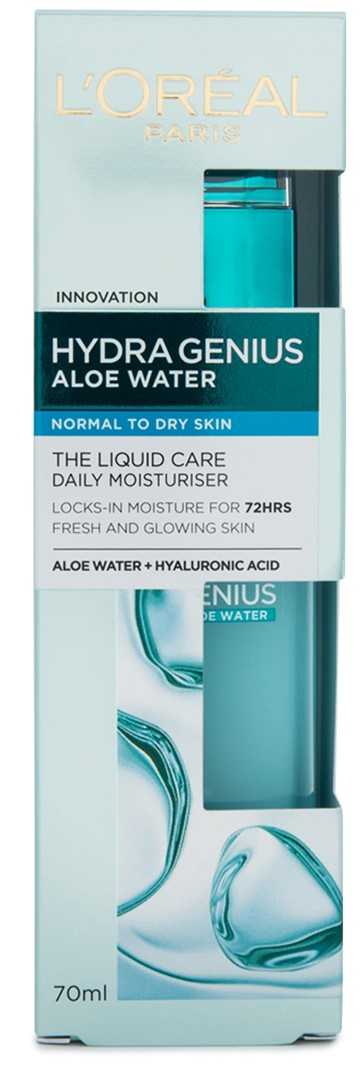 L'ORÉAL
PARIS
INNOVATION
HYDRA GENIUS
ALOE WATER
NORMAL TO DRY SKIN
THE LIQUID CARE
DAILY MOISTURISER
LOCKS-IN MOISTURE FOR 72HRS
FRESH AND GLOWING SKIN
ALOE WATER + HYALURONIC ACID
ENIUS
OE WATER
70ml